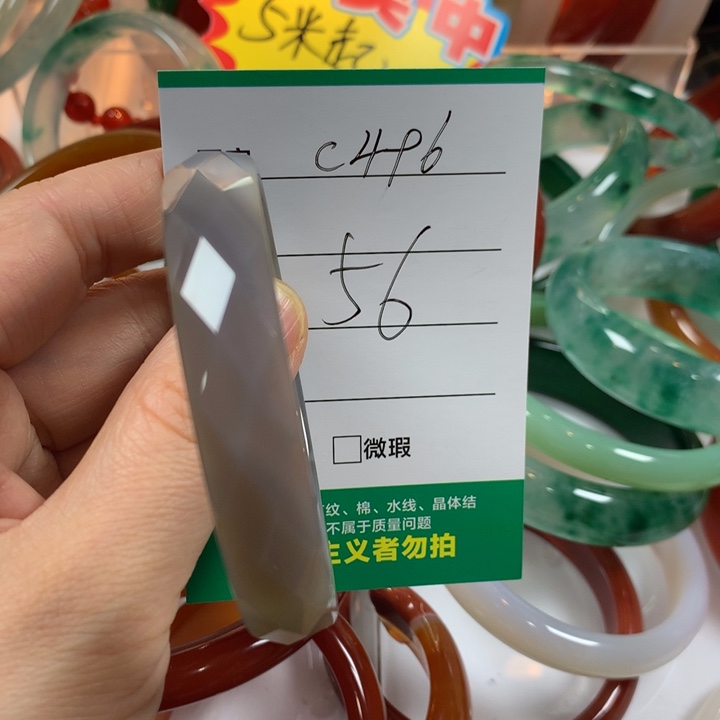 5米起
中
c4p6
56
□微瑕
纹、棉、水线、晶体结
不属于质量问题
主义者勿拍